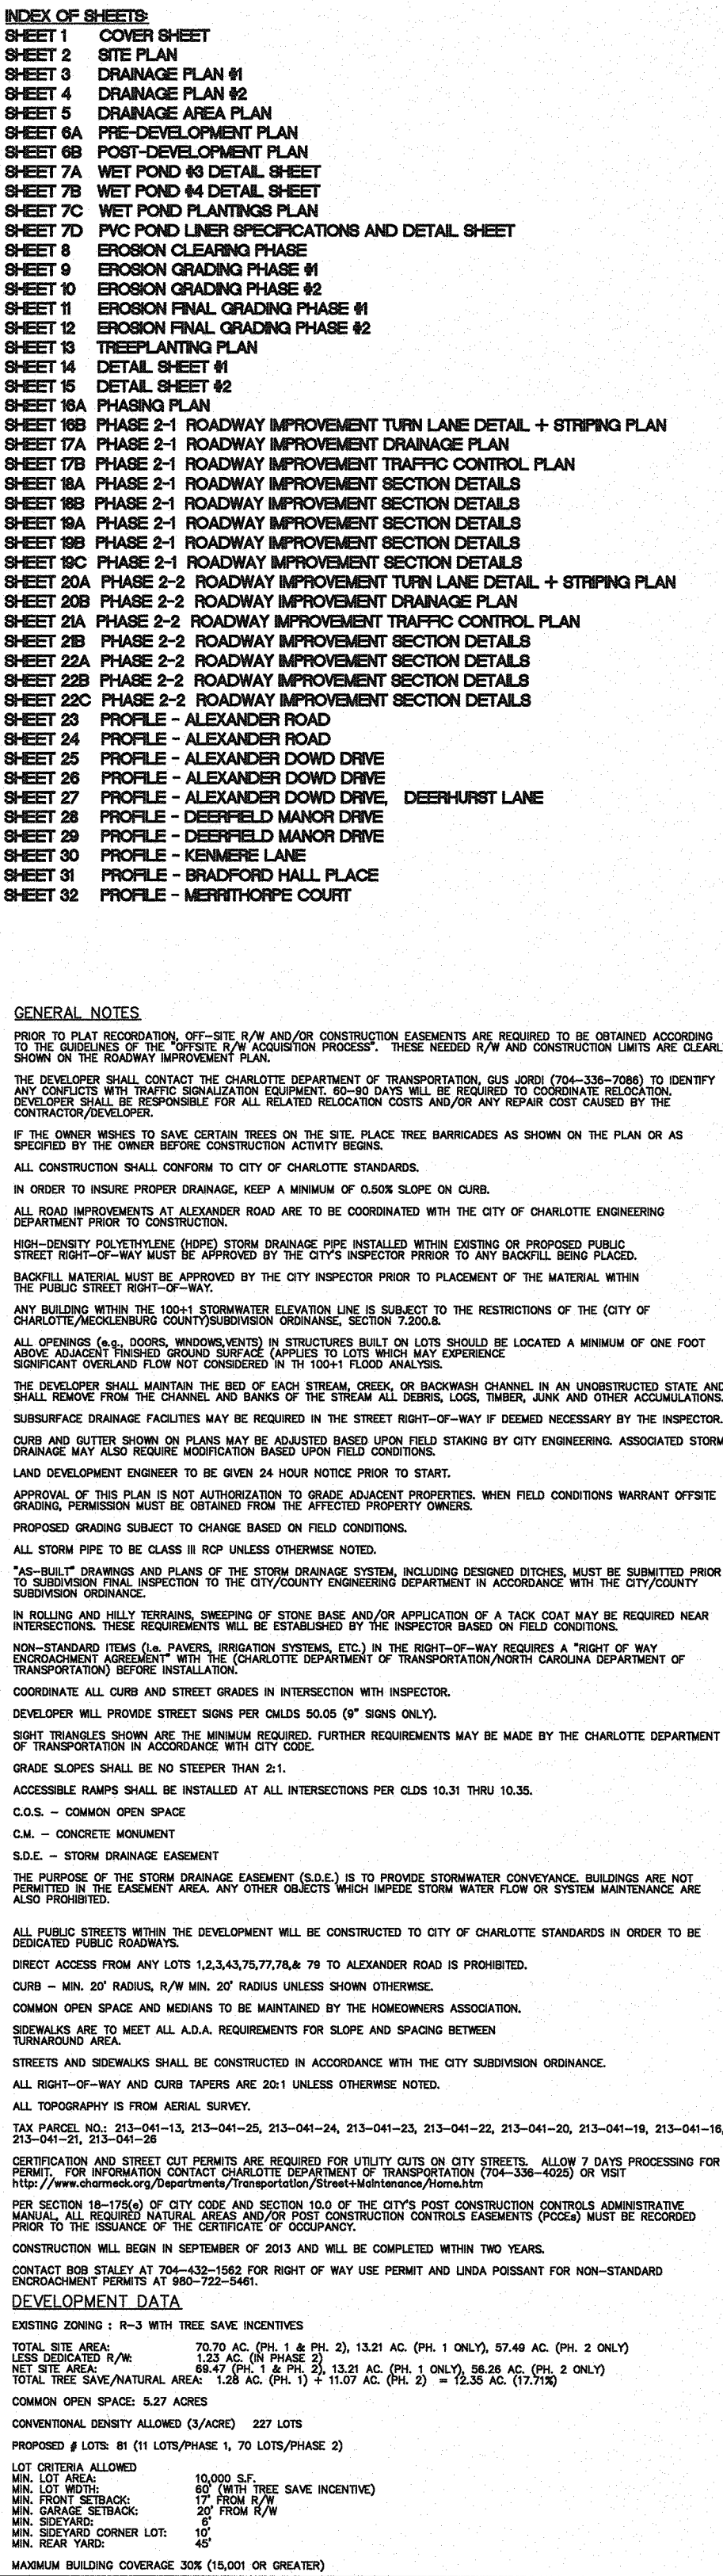 INDEX OF SHEETS:
SHEET 1 COVER SHEET
SHEET 2 SITE PLAN
SHEET 3 DRAINAGE PLAN #1
SHEET 4 DRAINAGE PLAN #2
SHEET 5 DRAINAGE AREA PLAN
SHEET 6A PRE-DEVELOPMENT PLAN
SHEET 6B POST-DEVELOPMENT PLAN
SHEET 7A WET POND #3 DETAIL SHEET
SHEET 7B WET POND #4 DETAIL SHEET
SHEET 7C WET POND PLANTINGS PLAN
SHEET 7D PVC POND LINER SPECIFICATIONS AND DETAIL SHEET
SHEET 8 EROSION CLEARING PHASE
SHEET 9 EROSION GRADING PHASE #1
SHEET 10 EROSION GRADING PHASE #2
SHEET 11 EROSION FINAL GRADING PHASE #1
SHEET 12 EROSION FINAL GRADING PHASE #2
SHEET 13 TREEPLANTING PLAN
SHEET 14 DETAIL SHEET #1
SHEET 15 DETAIL SHEET #2
SHEET 16A PHASING PLAN
SHEET 16B PHASE 2-1 ROADWAY IMPROVEMENT TURN LANE DETAIL + STRIPING PLAN
SHEET 17A PHASE 2-1 ROADWAY IMPROVEMENT DRAINAGE PLAN
SHEET 17B PHASE 2-1 ROADWAY IMPROVEMENT TRAFFIC CONTROL PLAN
SHEET 18A PHASE 2-1 ROADWAY IMPROVEMENT SECTION DETAILS
SHEET 18B PHASE 2-1 ROADWAY IMPROVEMENT SECTION DETAILS
SHEET 19A PHASE 2-1 ROADWAY IMPROVEMENT SECTION DETAILS
SHEET 19B PHASE 2-1 ROADWAY IMPROVEMENT SECTION DETAILS
SHEET 19C PHASE 2-1 ROADWAY IMPROVEMENT SECTION DETAILS
SHEET 20A PHASE 2-2 ROADWAY IMPROVEMENT TURN LANE DETAIL + STRIPING PLAN
SHEET 20B PHASE 2-2 ROADWAY IMPROVEMENT DRAINAGE PLAN
SHEET 21A PHASE 2-2 ROADWAY IMPROVEMENT TRAFFIC CONTROL PLAN
SHEET 21B PHASE 2-2 ROADWAY IMPROVEMENT SECTION DETAILS
SHEET 22A PHASE 2-2 ROADWAY IMPROVEMENT SECTION DETAILS
SHEET 22B PHASE 2-2 ROADWAY IMPROVEMENT SECTION DETAILS
SHEET 22C PHASE 2-2 ROADWAY IMPROVEMENT SECTION DETAILS
SHEET 23 PROFILE - ALEXANDER ROAD
SHEET 24 PROFILE - ALEXANDER ROAD
SHEET 25 PROFILE - ALEXANDER DOWD DRIVE
SHEET 26 PROFILE - ALEXANDER DOWD DRIVE
SHEET 27 PROFILE - ALEXANDER DOWD DRIVE, DEERHURST LANE
SHEET 28 PROFILE - DEERFIELD MANOR DRIVE
SHEET 29 PROFILE - DEERFIELD MANOR DRIVE
SHEET 30 PROFILE - KENMERE LANE
SHEET 31 PROFILE - BRADFORD HALL PLACE
SHEET 32 PROFILE - MERRITHORPE COURT
GENERAL NOTES
PRIOR TO PLAT RECORDATION, OFF-SITE R/W AND/OR CONSTRUCTION EASEMENTS ARE REQUIRED TO BE OBTAINED ACCORDING
TO THE GUIDELINES OF THE "OFFSITE R/W ACQUISITION PROCESS". THESE NEEDED R/W AND CONSTRUCTION LIMITS ARE CLEARL
SHOWN ON THE ROADWAY IMPROVEMENT PLAN.
THE DEVELOPER SHALL CONTACT THE CHARLOTTE DEPARTMENT OF TRANSPORTATION, GUS JORDI (704-336-7086) TO IDENTIFY
ANY CONFLICTS WITH TRAFFIC SIGNALIZATION EQUIPMENT. 60-90 DAYS WILL BE REQUIRED TO COORDINATE RELOCATION.
DEVELOPER SHALL BE RESPONSIBLE FOR ALL RELATED RELOCATION COSTS AND/OR ANY REPAIR COST CAUSED BY THE
CONTRACTOR/DEVELOPER.
IF THE OWNER WISHES TO SAVE CERTAIN TREES ON THE SITE. PLACE TREE BARRICADES AS SHOWN ON THE PLAN OR AS
SPECIFIED BY THE OWNER BEFORE CONSTRUCTION ACTIVITY BEGINS.
ALL CONSTRUCTION SHALL CONFORM TO CITY OF CHARLOTTE STANDARDS.
IN ORDER TO INSURE PROPER DRAINAGE, KEEP A MINIMUM OF 0.50% SLOPE ON CURB.
ALL ROAD IMPROVEMENTS AT ALEXANDER ROAD ARE TO BE COORDINATED WITH THE CITY OF CHARLOTTE ENGINEERING
DEPARTMENT PRIOR TO CONSTRUCTION.
HIGH-DENSITY POLYETHYLENE (HDPE) STORM DRAINAGE PIPE INSTALLED WITHIN EXISTING OR PROPOSED PUBLIC
STREET RIGHT-OF-WAY MUST BE APPROVED BY THE CITY'S INSPECTOR PRRIOR TO ANY BACKFILL BEING PLACED.
BACKFILL MATERIAL MUST BE APPROVED BY THE CITY INSPECTOR PRIOR TO PLACEMENT OF THE MATERIAL WITHIN
THE PUBLIC STREET RIGHT-OF-WAY.
ANY BUILDING WITHIN THE 100+1 STORMWATER ELEVATION LINE IS SUBJECT TO THE RESTRICTIONS OF THE (CITY OF
CHARLOTTE/MECKLENBURG COUNTY)SUBDIVISION ORDINANSE, SECTION 7.200.8.
ALL OPENINGS (e.g., DOORS, WINDOWS,VENTS) IN STRUCTURES BUILT ON LOTS SHOULD BE LOCATED A MINIMUM OF ONE FOOT
ABOVE ADJACENT FINISHED GROUND SURFACE (APPLIES TO LOTS WHICH MAY EXPERIENCE
SIGNIFICANT OVERLAND FLOW NOT CONSIDERED IN TH 100+1 FLOOD ANALYSIS.
THE DEVELOPER SHALL MAINTAIN THE BED OF EACH STREAM, CREEK, OR BACKWASH CHANNEL IN AN UNOBSTRUCTED STATE AND
SHALL REMOVE FROM THE CHANNEL AND BANKS OF THE STREAM ALL DEBRIS, LOGS, TIMBER, JUNK AND OTHER ACCUMULATIONS.
SUBSURFACE DRAINAGE FACILITIES MAY BE REQUIRED IN THE STREET RIGHT-OF-WAY IF DEEMED NECESSARY BY THE INSPECTOR.
CURB AND GUTTER SHOWN ON PLANS MAY BE ADJUSTED BASED UPON FIELD STAKING BY CITY ENGINEERING. ASSOCIATED STORM
DRAINAGE MAY ALSO REQUIRE MODIFICATION BASED UPON FIELD CONDITIONS.
LAND DEVELOPMENT ENGINEER TO BE GIVEN 24 HOUR NOTICE PRIOR TO START.
APPROVAL OF THIS PLAN IS NOT AUTHORIZATION TO GRADE ADJACENT PROPERTIES. WHEN FIELD CONDITIONS WARRANT OFFSITE
GRADING, PERMISSION MUST BE OBTAINED FROM THE AFFECTED PROPERTY OWNERS.
PROPOSED GRADING SUBJECT TO CHANGE BASED ON FIELD CONDITIONS.
ALL STORM PIPE TO BE CLASS III RCP UNLESS OTHERWISE NOTED.
"AS-BUILT" DRAWINGS AND PLANS OF THE STORM DRAINAGE SYSTEM, INCLUDING DESIGNED DITCHES, MUST BE SUBMITTED PRIOR
TO SUBDIVISION FINAL INSPECTION TO THE CITY/COUNTY ENGINEERING DEPARTMENT IN ACCORDANCE WITH THE CITY/COUNTY
SUBDIVISION ORDINANCE.
IN ROLLING AND HILLY TERRAINS, SWEEPING OF STONE BASE AND/OR APPLICATION OF A TACK COAT MAY BE REQUIRED NEAR
INTERSECTIONS. THESE REQUIREMENTS WILL BE ESTABLISHED BY THE INSPECTOR BASED ON FIELD CONDITIONS.
NON-STANDARD ITEMS (i.e. PAVERS, IRRIGATION SYSTEMS, ETC.) IN THE RIGHT-OF-WAY REQUIRES A "RIGHT OF WAY
ENCROACHMENT AGREEMENT" WITH THE (CHARLOTTE DEPARTMENT OF TRANSPORTATION/NORTH CAROLINA DEPARTMENT OF
TRANSPORTATION) BEFORE INSTALLATION.
COORDINATE ALL CURB AND STREET GRADES IN INTERSECTION WITH INSPECTOR.
DEVELOPER WILL PROVIDE STREET SIGNS PER CMLDS 50.05 (9" SIGNS ONLY).
SIGHT TRIANGLES SHOWN ARE THE MINIMUM REQUIRED. FURTHER REQUIREMENTS MAY BE MADE BY THE CHARLOTTE DEPARTMENT
OF TRANSPORTATION IN ACCORDANCE WITH CITY CODE.
GRADE SLOPES SHALL BE NO STEEPER THAN 2:1.
ACCESSIBLE RAMPS SHALL BE INSTALLED AT ALL INTERSECTIONS PER CLDS 10.31 THRU 10.35.
C.O.S. - COMMON OPEN SPACE
C.M. - CONCRETE MONUMENT
S.D.E. - STORM DRAINAGE EASEMENT
THE PURPOSE OF THE STORM DRAINAGE EASEMENT (S.D.E.) IS TO PROVIDE STORMWATER CONVEYANCE. BUILDINGS ARE NOT
PERMITTED IN THE EASEMENT AREA. ANY OTHER OBJECTS WHICH IMPEDE STORM WATER FLOW OR SYSTEM MAINTENANCE ARE
ALSO PROHIBITED.
ALL PUBLIC STREETS WITHIN THE DEVELOPMENT WILL BE CONSTRUCTED TO CITY OF CHARLOTTE STANDARDS IN ORDER TO BE
DEDICATED PUBLIC ROADWAYS.
DIRECT ACCESS FROM ANY LOTS 1,2,3,43,75,77,78,& 79 TO ALEXANDER ROAD IS PROHIBITED.
CURB - MIN. 20' RADIUS, R/W MIN. 20' RADIUS UNLESS SHOWN OTHERWISE.
COMMON OPEN SPACE AND MEDIANS TO BE MAINTAINED BY THE HOMEOWNERS ASSOCIATION.
SIDEWALKS ARE TO MEET ALL A.D.A. REQUIREMENTS FOR SLOPE AND SPACING BETWEEN
TURNAROUND AREA.
STREETS AND SIDEWALKS SHALL BE CONSTRUCTED IN ACCORDANCE WITH THE CITY SUBDIVISION ORDINANCE.
ALL RIGHT-OF-WAY AND CURB TAPERS ARE 20:1 UNLESS OTHERWISE NOTED.
ALL TOPOGRAPHY IS FROM AERIAL SURVEY.
TAX PARCEL NO.: 213-041-13, 213-041-25, 213-041-24, 213-041-23, 213-041-22, 213-041-20, 213-041-19, 213-041-16,
213-041-21, 213-041-26
CERTIFICATION AND STREET CUT PERMITS ARE REQUIRED FOR UTILITY CUTS ON CITY STREETS. ALLOW 7 DAYS PROCESSING FOR
PERMIT. FOR INFORMATION CONTACT CHARLOTTE DEPARTMENT OF TRANSPORTATION (704-336-4025) OR VISIT
http://www.charmeck.org/Departments/Transportation/Street+Maintenance/Home.htm
PER SECTION 18-175(e) OF CITY CODE AND SECTION 10.0 OF THE CITY'S POST CONSTRUCTION CONTROLS ADMINISTRATIVE
MANUAL, ALL REQUIRED NATURAL AREAS AND/OR POST CONSTRUCTION CONTROLS EASEMENTS (PCCEs) MUST BE RECORDED
PRIOR TO THE ISSUANCE OF THE CERTIFICATE OF OCCUPANCY.
CONSTRUCTION WILL BEGIN IN SEPTEMBER OF 2013 AND WILL BE COMPLETED WITHIN TWO YEARS.
CONTACT BOB STALEY AT 704-432-1562 FOR RIGHT OF WAY USE PERMIT AND LINDA POISSANT FOR NON-STANDARD
ENCROACHMENT PERMITS AT 980-722-5461.
DEVELOPMENT DATA
EXISTING ZONING : R-3 WITH TREE SAVE INCENTIVES
TOTAL SITE AREA: 70.70 AC. (PH. 1 & PH. 2), 13.21 AC. (PH. 1 ONLY), 57.49 AC. (PH. 2 ONLY)
LESS DEDICATED R/W: 1.23 AC. (IN PHASE 2)
NET SITE AREA: 69.47 (PH. 1 & PH. 2), 13.21 AC. (PH. 1 ONLY), 56.26 AC. (PH. 2 ONLY)
TOTAL TREE SAVE/NATURAL AREA: 1.28 AC. (PH. 1) + 11.07 AC. (PH. 2) = 12.35 AC. (17.71%)
COMMON OPEN SPACE: 5.27 ACRES
CONVENTIONAL DENSITY ALLOWED (3/ACRE) 227 LOTS
PROPOSED # LOTS: 81 (11 LOTS/PHASE 1, 70 LOTS/PHASE 2)
LOT CRITERIA ALLOWED
MIN. LOT AREA: 10,000 S.F.
MIN. LOT WIDTH: 60' (WITH TREE SAVE INCENTIVE)
MIN. FRONT SETBACK: 17' FROM R/W
MIN. GARAGE SETBACK: 20' FROM R/W
MIN. SIDEYARD: 6'
MIN. SIDEYARD CORNER LOT: 10'
MIN. REAR YARD: 45'
MAXIMUM BUILDING COVERAGE 30% (15,001 OR GREATER)